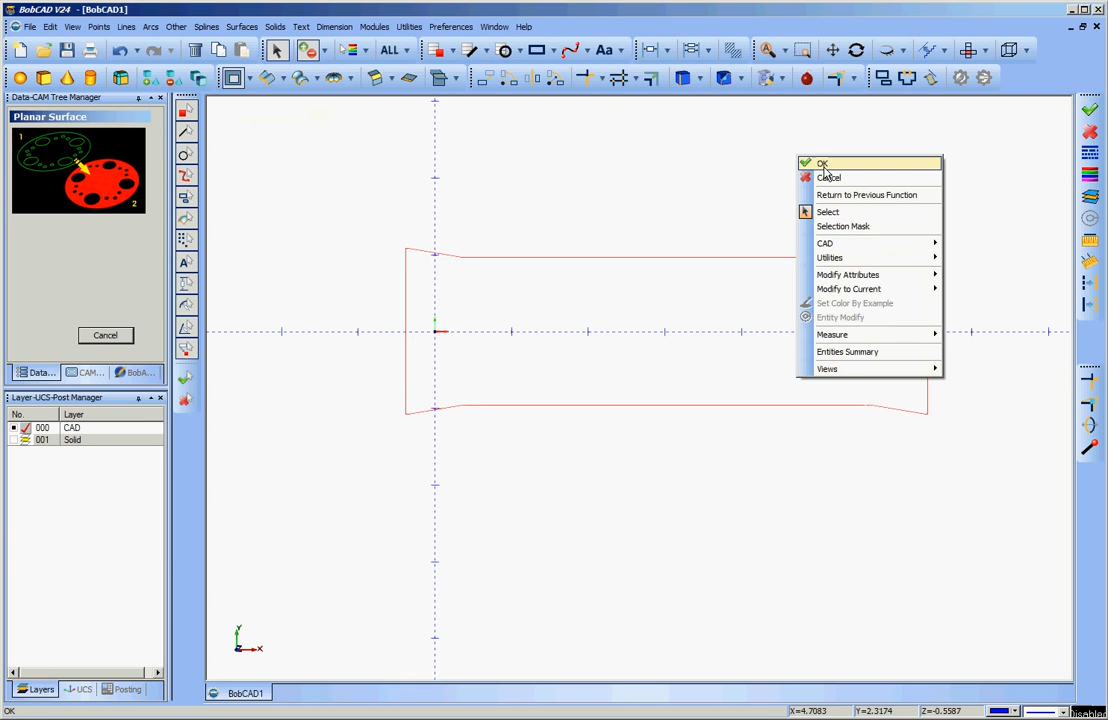 BobCAD V24 - [BobCAD1]
File Edit View Points Lines Arcs Other Splines Surfaces Solids Text Dimension Modules Utilities Preferences Window Help
ALL
Aa
Data-CAM Tree Manager
Planar Surface
1
2
Cancel
Data... CAM... BobA...
Layer-UCS-Post Manager
No. Layer
000 CAD
001 Solid
Layers UCS Posting
OK
Cancel
Return to Previous Function
Select
Selection Mask
CAD
Utilities
Modify Attributes
Modify to Current
Set Color By Example
Entity Modify
Measure
Entities Summary
Views
Y
Z
X
BobCAD1
OK
X=4.7083 Y=2.3174 Z=-0.5587
Disabled